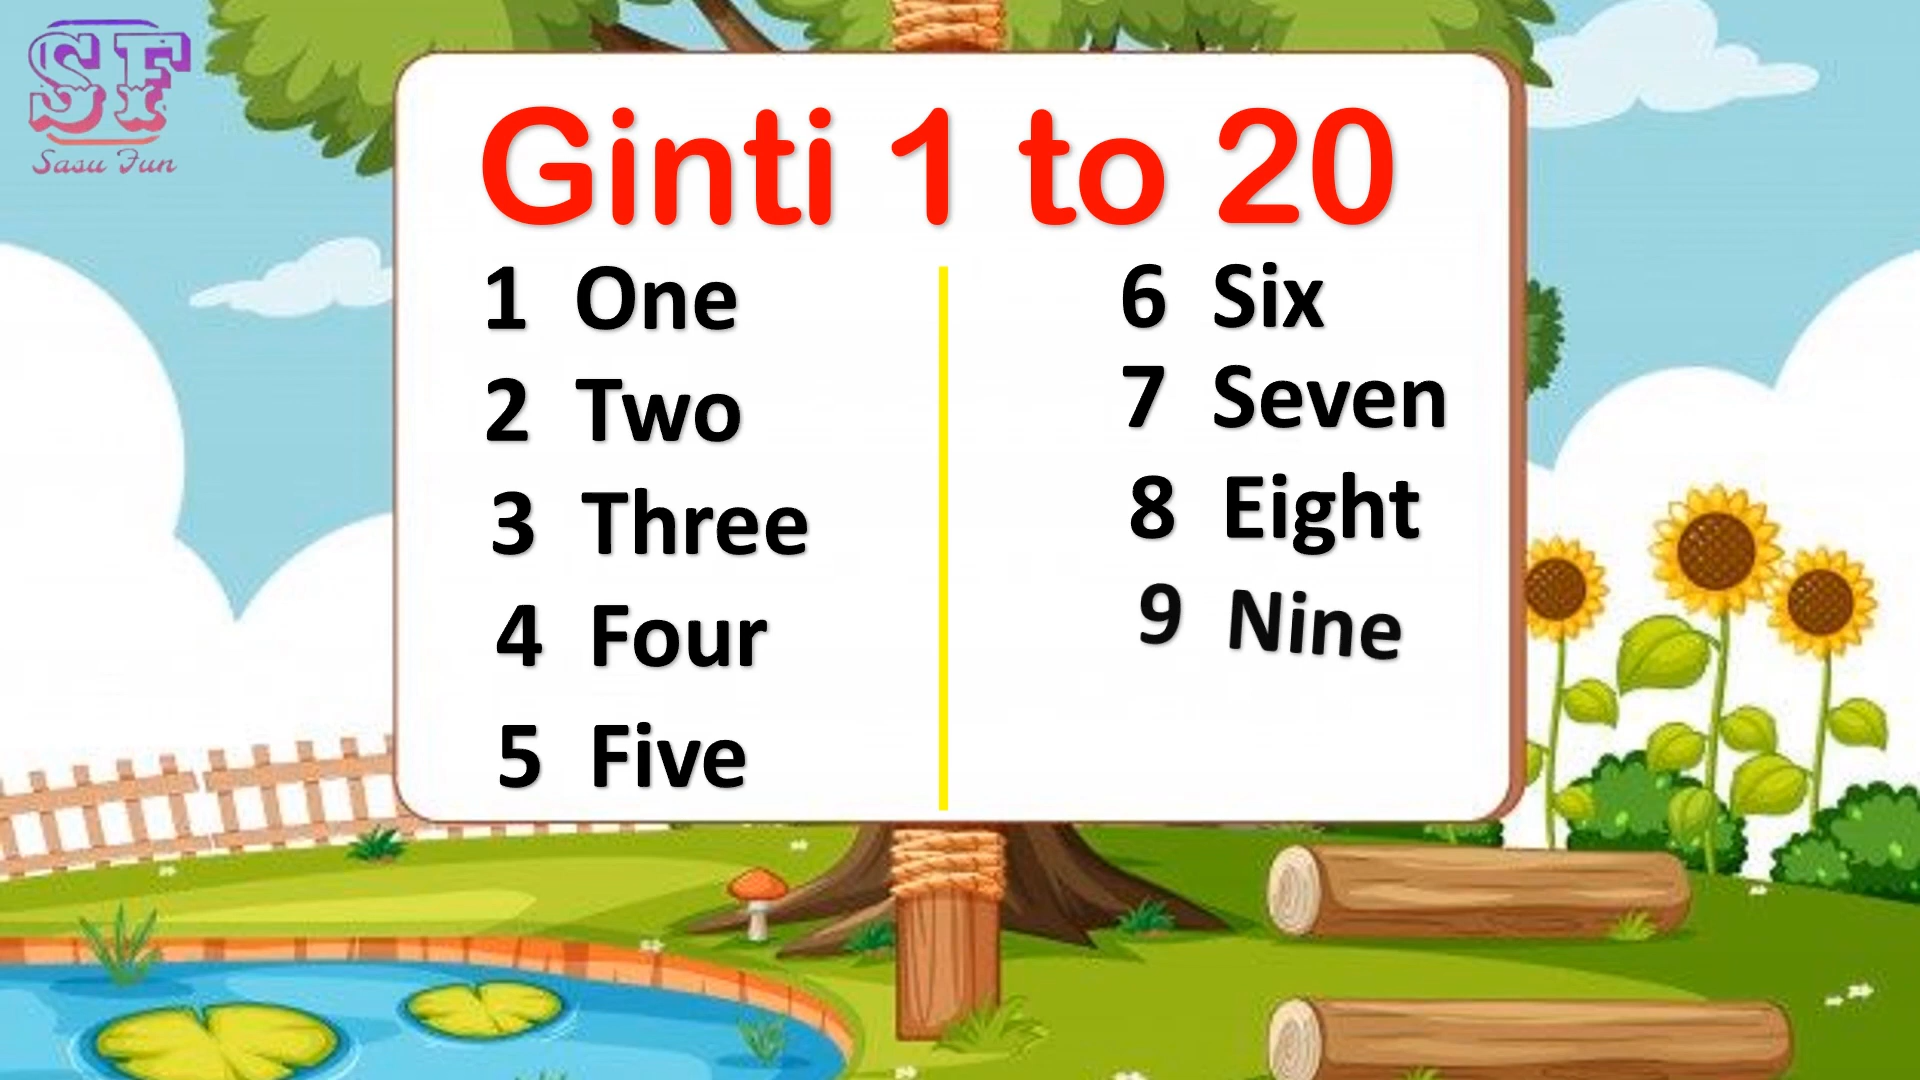 SF
Sasu Fun
Ginti 1 to 20
1 One
2 Two
3 Three
4 Four
5 Five
6 Six
7 Seven
8 Eight
9 Nine